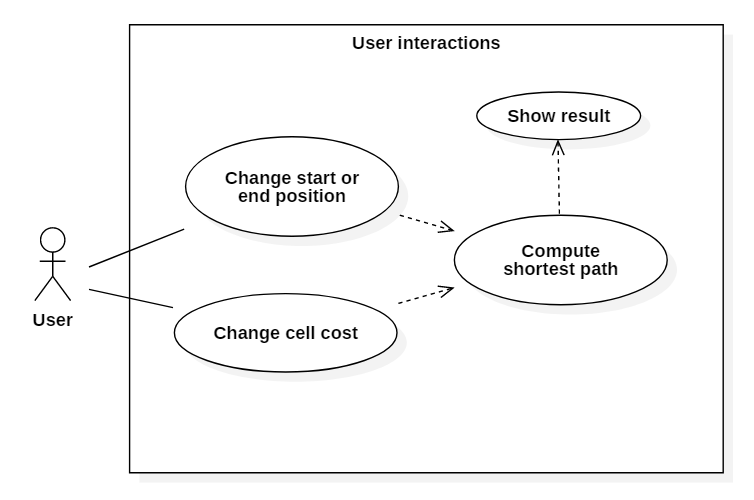 User interactions
Show result
Change start or
end position
Compute
shortest path
User
Change cell cost